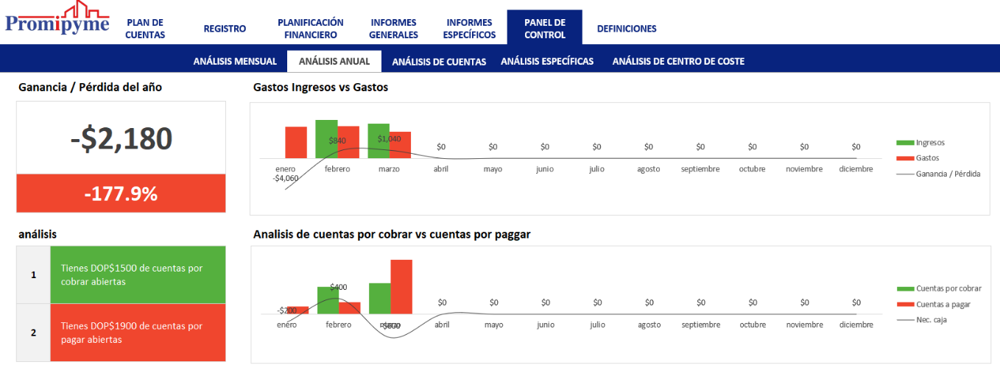 Promipyme
PLAN DE
CUENTAS
REGISTRO
PLANIFICACIÓN
FINANCIERO
INFORMES
GENERALES
INFORMES
ESPECÍFICOS
PANEL DE
CONTROL
DEFINICIONES
ANÁLISIS MENSUAL
ANÁLISIS ANUAL
ANÁLISIS DE CUENTAS
ANÁLISIS ESPECÍFICAS
ANÁLISIS DE CENTRO DE COSTE
Ganancia / Pérdida del año
-$2,180
-177.9%
Gastos Ingresos vs Gastos
$840
$1,040
$0
$0
$0
$0
$0
$0
$0
$0
$0
enero
febrero
marzo
abril
mayo
junio
julio
agosto
septiembre
octubre
noviembre
diciembre
-$4,060
Ingresos
Gastos
Ganancia / Pérdida
análisis
1
Tienes DOP$1500 de cuentas por
cobrar abiertas
2
Tienes DOP$1900 de cuentas por
pagar abiertas
Analisis de cuentas por cobrar vs cuentas por paggar
-$200
$400
$0
$0
$0
$0
$0
$0
$0
$0
$0
enero
febrero
marzo
-$600
abril
mayo
junio
julio
agosto
septiembre
octubre
noviembre
diciembre
Cuentas por cobrar
Cuentas a pagar
Nec. caja